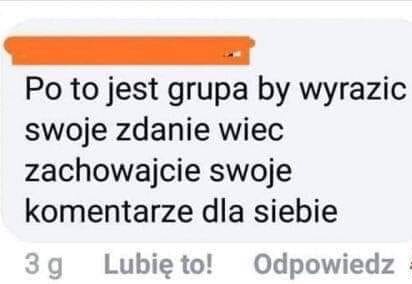 Po to jest grupa by wyrazic
swoje zdanie wiec
zachowajcie swoje
komentarze dla siebie
3 g Lubię to! Odpowiedz